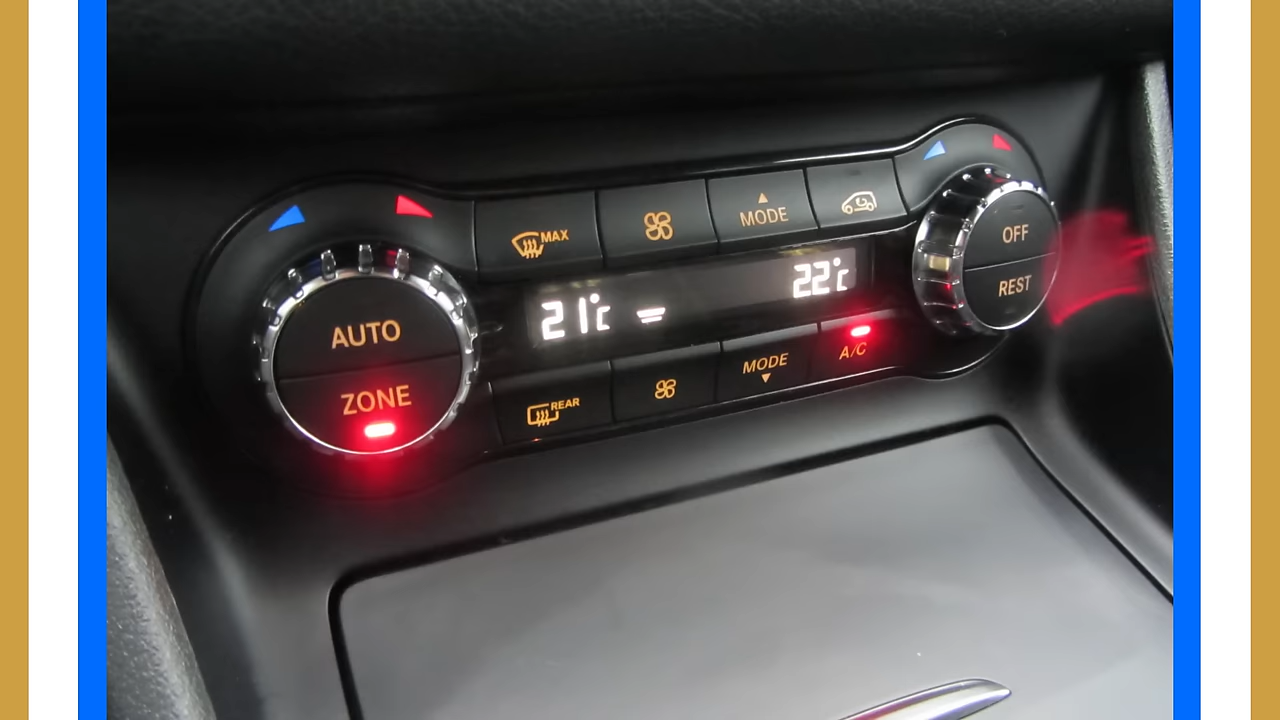 MAX
MODE
OFF
REST
21°c
22°c
AUTO
ZONE
REAR
MODE
A/C